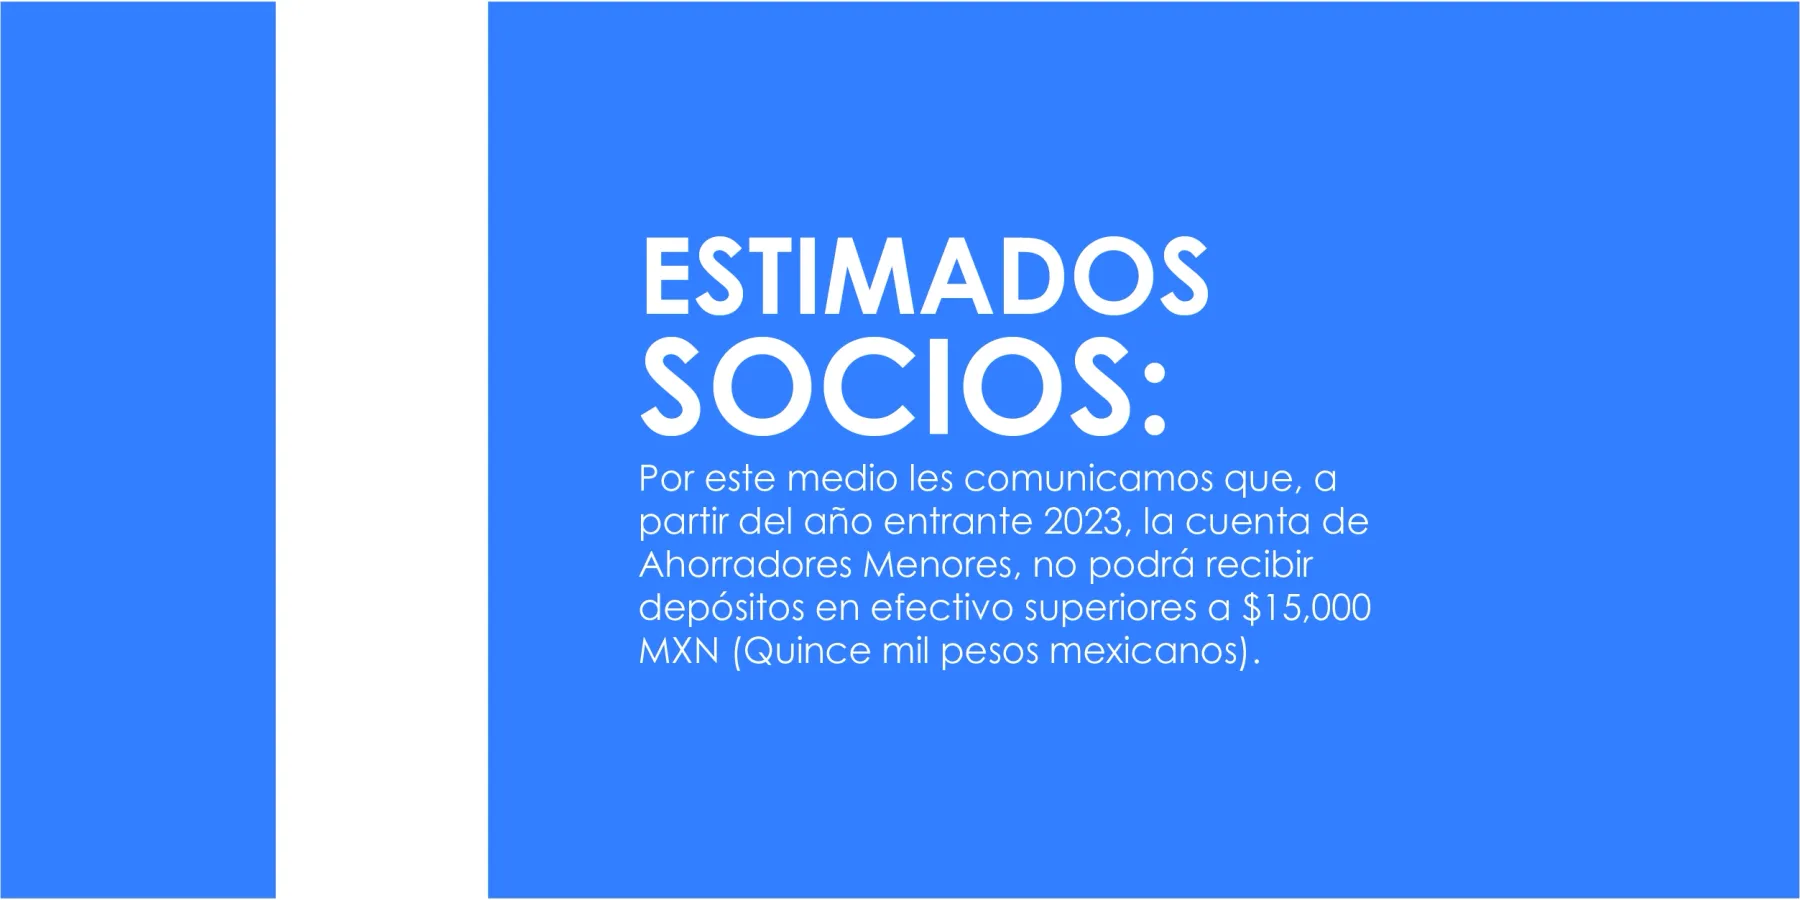 ESTIMADOS
SOCIOS:
Por este medio les comunicamos que, a
partir del año entrante 2023, la cuenta de
Ahorradores Menores, no podrá recibir
depósitos en efectivo superiores a $15,000
MXN (Quince mil pesos mexicanos).